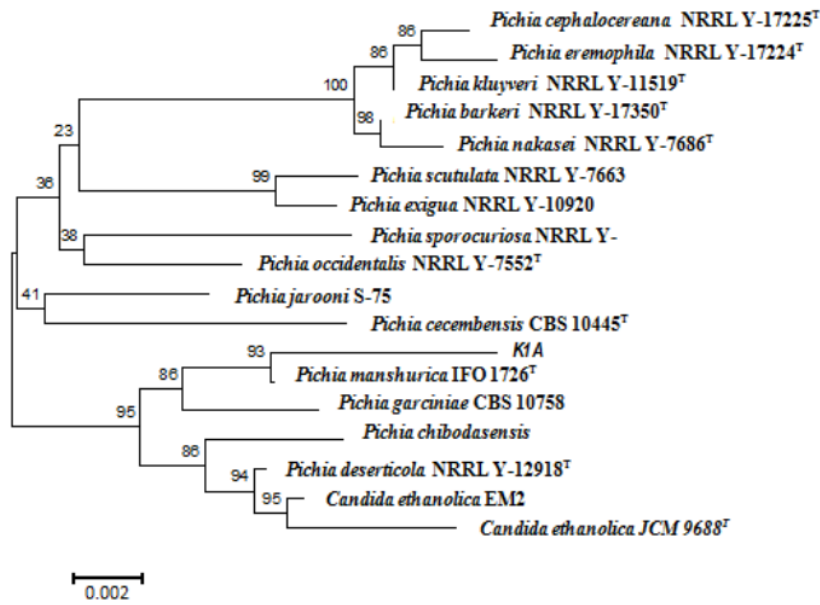 Pichia cephalocereana NRRL Y-17225ᵀ
86
Pichia eremophila NRRL Y-17224ᵀ
86
Pichia kluyveri NRRL Y-11519ᵀ
100
Pichia barkeri NRRL Y-17350ᵀ
98
Pichia nakasei NRRL Y-7686ᵀ
23
99
Pichia scutulata NRRL Y-7663
36
Pichia exigua NRRL Y-10920
38
Pichia sporocuriosa NRRL Y-
Pichia occidentalis NRRL Y-7552ᵀ
41
Pichia jarooni S-75
Pichia cecembensis CBS 10445ᵀ
93
K1A
86
Pichia manshurica IFO 1726ᵀ
95
Pichia garciniae CBS 10758
86
Pichia chibodasensis
94
Pichia deserticola NRRL Y-12918ᵀ
95
Candida ethanolica EM2
Candida ethanolica JCM 9688ᵀ
0.002